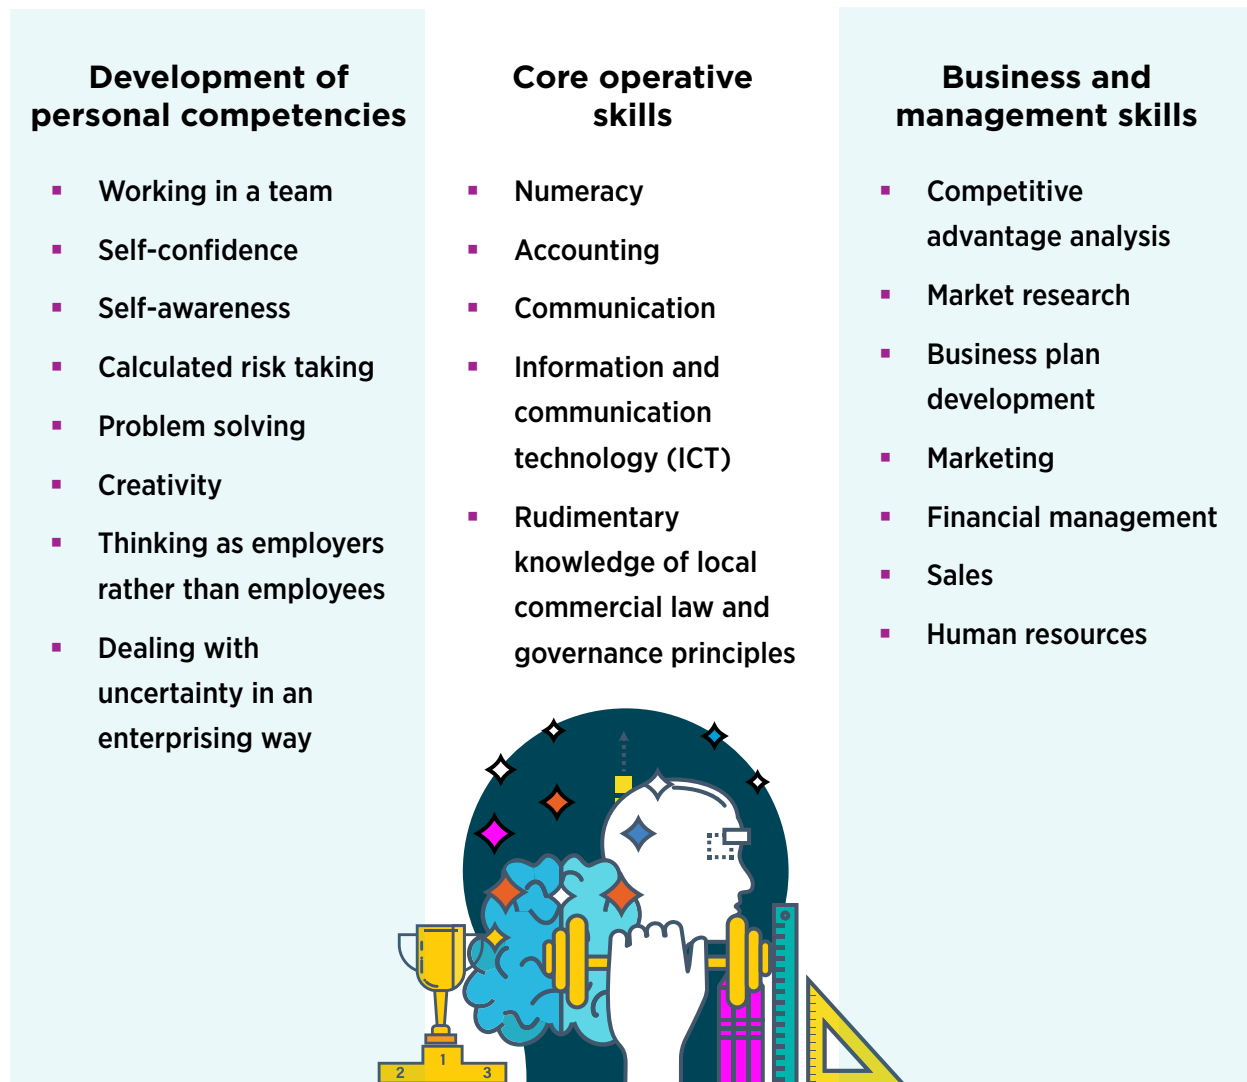 Development of
personal competencies
Working in a team
Self-confidence
Self-awareness
Calculated risk taking
Problem solving
Creativity
Thinking as employers
rather than employees
Dealing with
uncertainty in an
enterprising way
Core operative
skills
Numeracy
Accounting
Communication
Information and
communication
technology (ICT)
Rudimentary
knowledge of local
commercial law and
governance principles
Business and
management skills
Competitive
advantage analysis
Market research
Business plan
development
Marketing
Financial management
Sales
Human resources
1
2
3